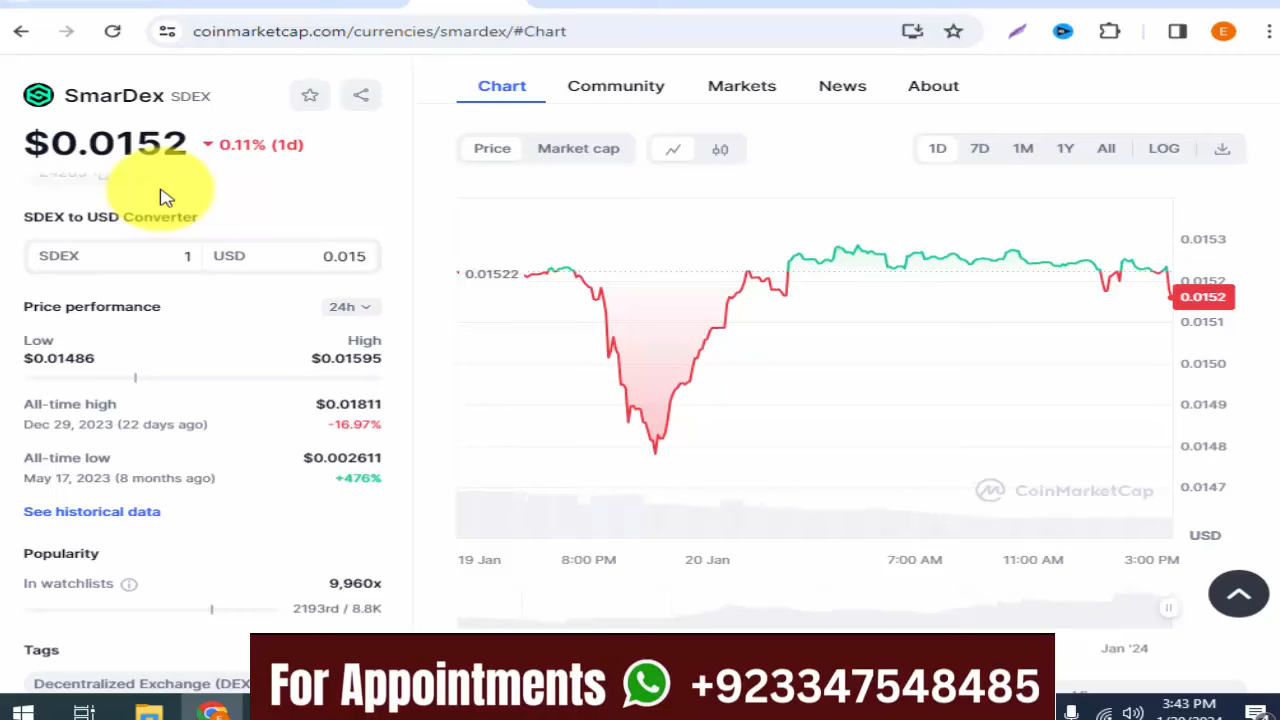 coinmarketcap.com/currencies/smardex/#Chart
E
SmarDex SDEX
$0.0152 0.11% (1d)
SDEX to USD Converter
SDEX 1 USD 0.015
Price performance 24h
Low High
$0.01486 $0.01595
All-time high $0.01811
Dec 29, 2023 (22 days ago) -16.97%
All-time low $0.002611
May 17, 2023 (8 months ago) +476%
See historical data
Popularity
In watchlists 9,960x
2193rd / 8.8K
Tags
Decentralized Exchange (DEX
Chart Community Markets News About
Price Market cap 1D 7D 1M 1Y All LOG
0.01522
0.0153
0.0152
0.0152
0.0151
0.0150
0.0149
0.0148
0.0147
CoinMarketCap
USD
19 Jan 8:00 PM 20 Jan 7:00 AM 11:00 AM 3:00 PM
Jan '24
For Appointments +923347548485
3:43 PM